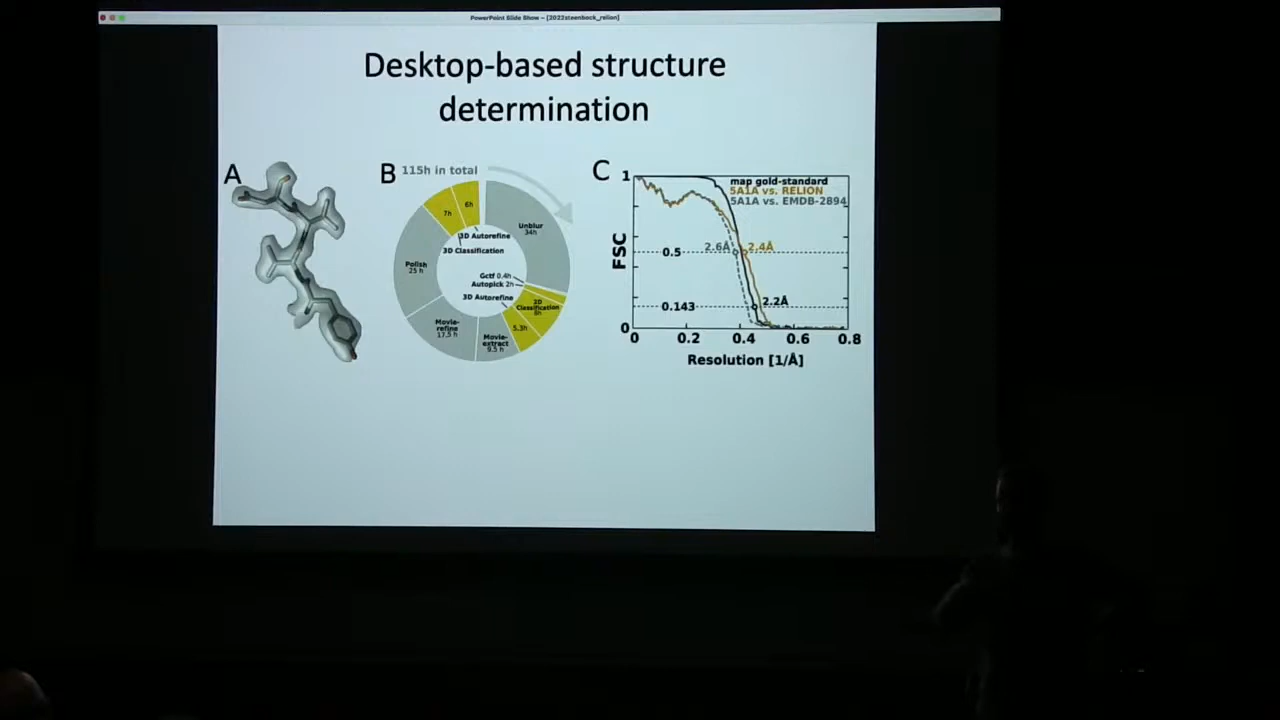 PowerPoint Slide Show – [2022steenbock_relion]
Desktop-based structure
determination
A
B
115h in total
6h
7h
3D Autorefine
3D Classification
Unblur
34h
Polish
25 h
Gctf 0.4h
Autopick 2h
3D Autorefine
2D
Classification
8h
5.3h
Movie-
refine
17.5 h
Movie-
extract
9.5 h
C
1
map gold-standard
5A1A vs. RELION
5A1A vs. EMDB-2894
FSC
0.5
2.6Å
2.4Å
0.143
2.2Å
0
0
0.2
0.4
0.6
0.8
Resolution [1/Å]